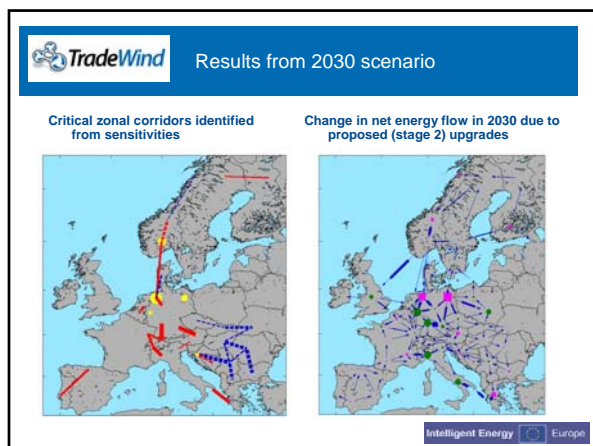 TradeWind
Results from 2030 scenario
Critical zonal corridors identified
from sensitivities
Change in net energy flow in 2030 due to
proposed (stage 2) upgrades
Intelligent Energy Europe